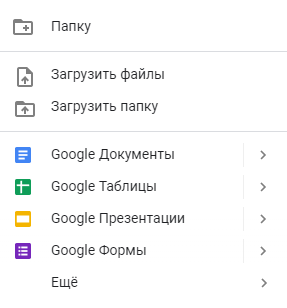 Папку
Загрузить файлы
Загрузить папку
Google Документы
Google Таблицы
Google Презентации
Google Формы
Ещё